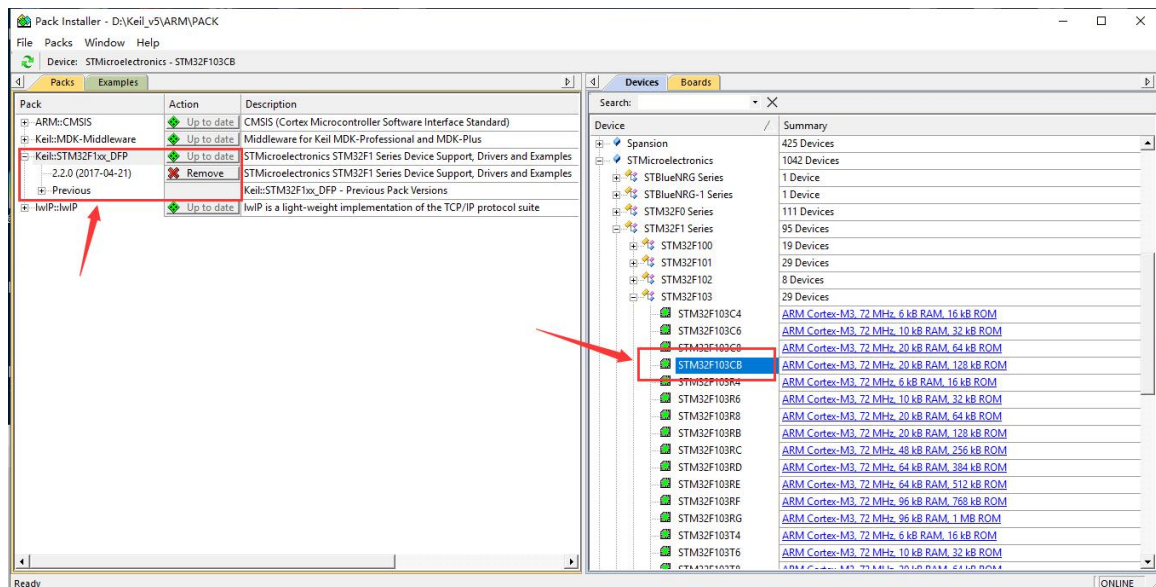 Pack Installer - D:\Keil_v5\ARM\PACK
File Packs Window Help
Device: STMicroelectronics - STM32F103CB
Packs Examples
Pack Action Description
ARM::CMSIS Up to date CMSIS (Cortex Microcontroller Software Interface Standard)
Keil::MDK-Middleware Up to date Middleware for Keil MDK-Professional and MDK-Plus
Keil::STM32F1xx_DFP Up to date STMicroelectronics STM32F1 Series Device Support, Drivers and Examples
2.2.0 (2017-04-21) Remove STMicroelectronics STM32F1 Series Device Support, Drivers and Examples
Previous Keil::STM32F1xx_DFP - Previous Pack Versions
lwIP::lwIP Up to date lwIP is a light-weight implementation of the TCP/IP protocol suite
Devices Boards
Search:
Device / Summary
Spansion 425 Devices
STMicroelectronics 1042 Devices
STBlueNRG Series 1 Device
STBlueNRG-1 Series 1 Device
STM32F0 Series 111 Devices
STM32F1 Series 95 Devices
STM32F100 19 Devices
STM32F101 29 Devices
STM32F102 8 Devices
STM32F103 29 Devices
STM32F103C4 ARM Cortex-M3, 72 MHz, 6 kB RAM, 16 kB ROM
STM32F103C6 ARM Cortex-M3, 72 MHz, 10 kB RAM, 32 kB ROM
STM32F103C8 ARM Cortex-M3, 72 MHz, 20 kB RAM, 64 kB ROM
STM32F103CB ARM Cortex-M3, 72 MHz, 20 kB RAM, 128 kB ROM
STM32F103R4 ARM Cortex-M3, 72 MHz, 6 kB RAM, 16 kB ROM
STM32F103R6 ARM Cortex-M3, 72 MHz, 10 kB RAM, 32 kB ROM
STM32F103R8 ARM Cortex-M3, 72 MHz, 20 kB RAM, 64 kB ROM
STM32F103RB ARM Cortex-M3, 72 MHz, 20 kB RAM, 128 kB ROM
STM32F103RC ARM Cortex-M3, 72 MHz, 48 kB RAM, 256 kB ROM
STM32F103RD ARM Cortex-M3, 72 MHz, 64 kB RAM, 384 kB ROM
STM32F103RE ARM Cortex-M3, 72 MHz, 64 kB RAM, 512 kB ROM
STM32F103RF ARM Cortex-M3, 72 MHz, 96 kB RAM, 768 kB ROM
STM32F103RG ARM Cortex-M3, 72 MHz, 96 kB RAM, 1 MB ROM
STM32F103T4 ARM Cortex-M3, 72 MHz, 6 kB RAM, 16 kB ROM
STM32F103T6 ARM Cortex-M3, 72 MHz, 10 kB RAM, 32 kB ROM
STM32F103T8 ARM Cortex-M3, 72 MHz, 20 kB RAM, 64 kB ROM
Ready ONLINE